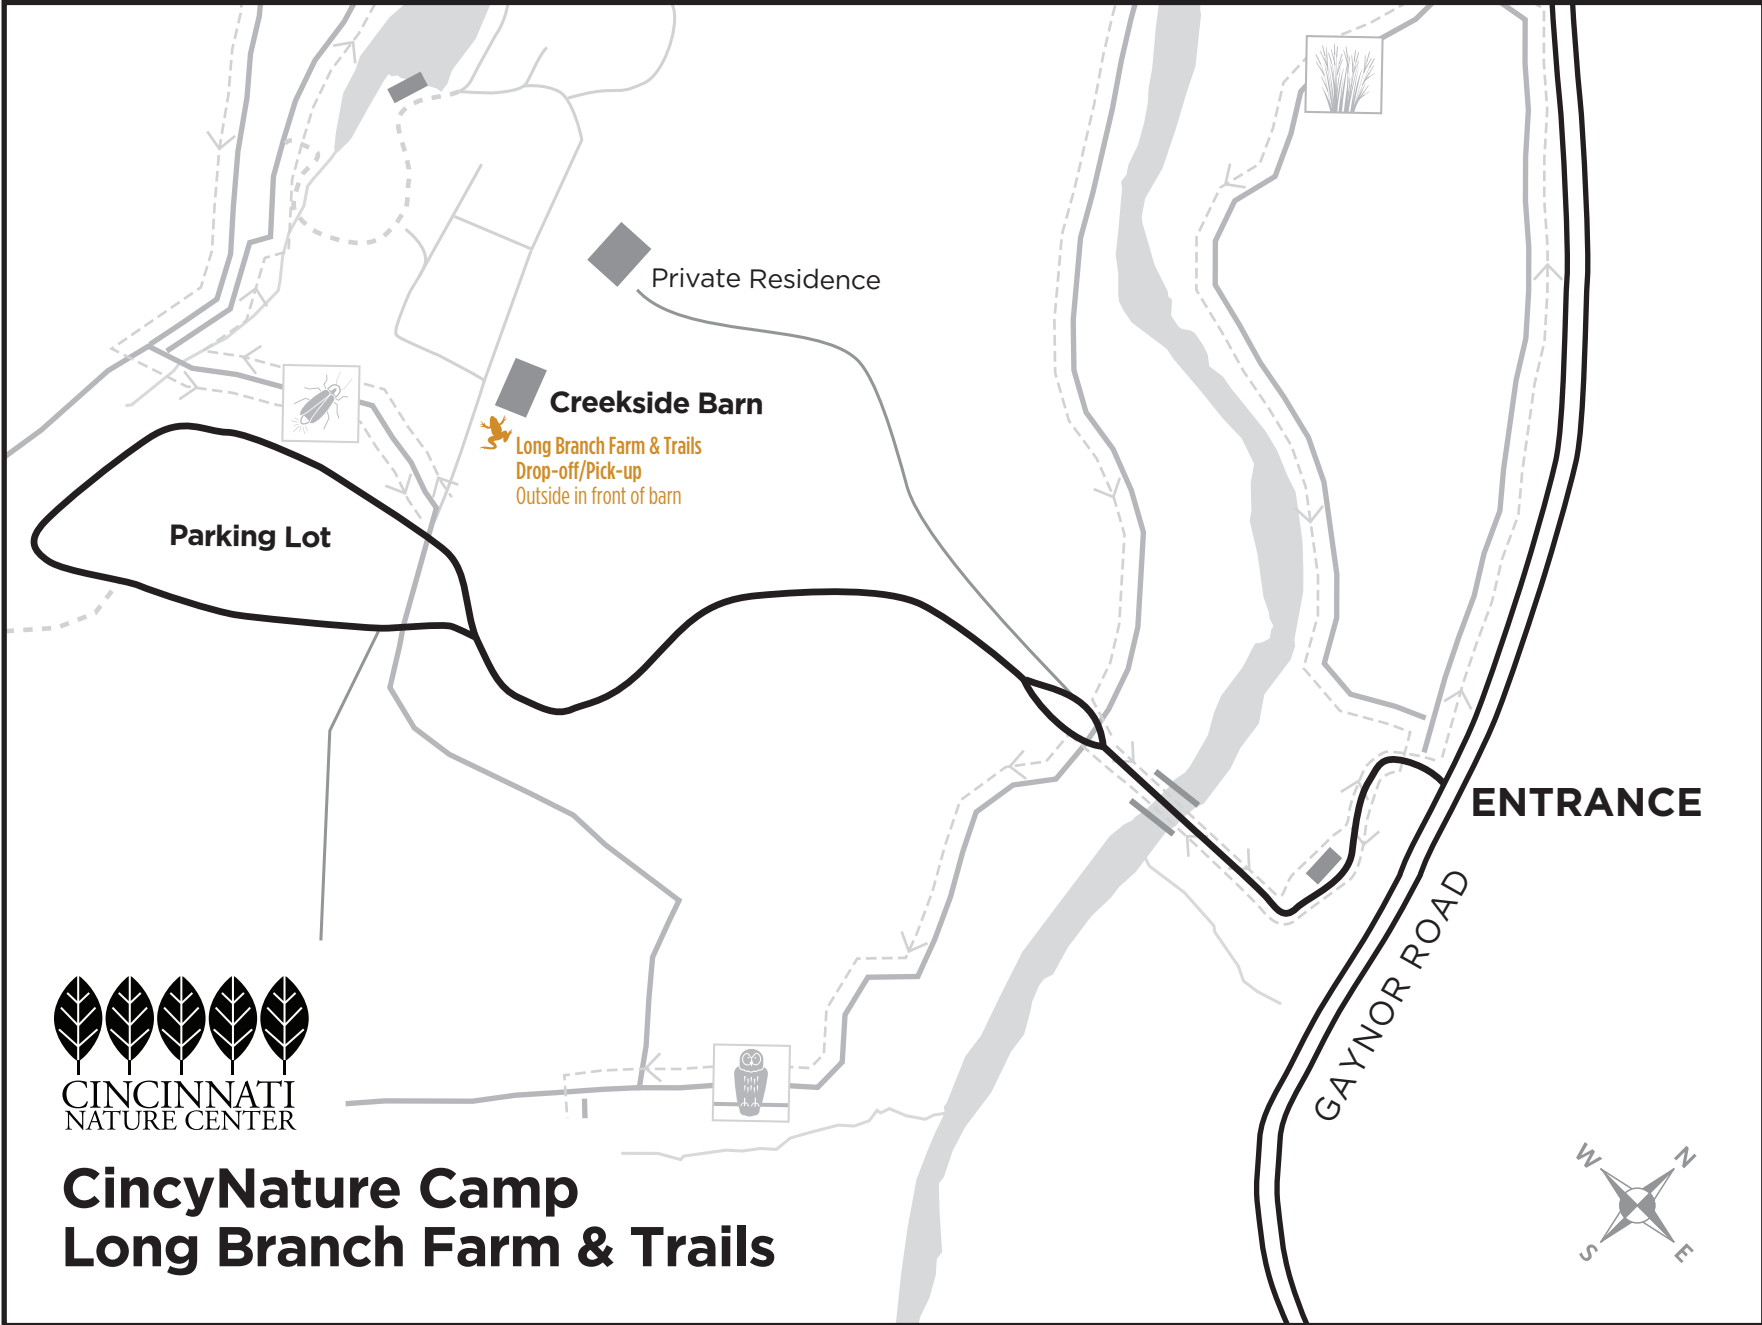 Private Residence
Creekside Barn
Long Branch Farm & Trails
Drop-off/Pick-up
Outside in front of barn
Parking Lot
ENTRANCE
GAYNOR ROAD
CINCINNATI
NATURE CENTER
CincyNature Camp
Long Branch Farm & Trails
W
N
S
E